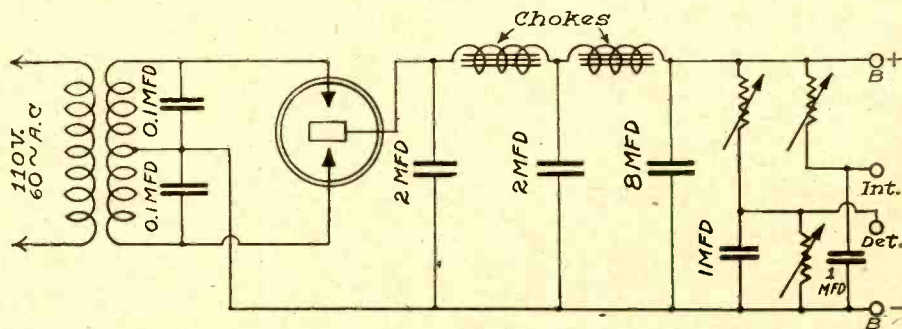 Chokes
110V.
60~A.C
0.1MFD
0.1MFD
2MFD
2MFD
8MFD
1MFD
1
MFD
B +
Int.
Det.
B -